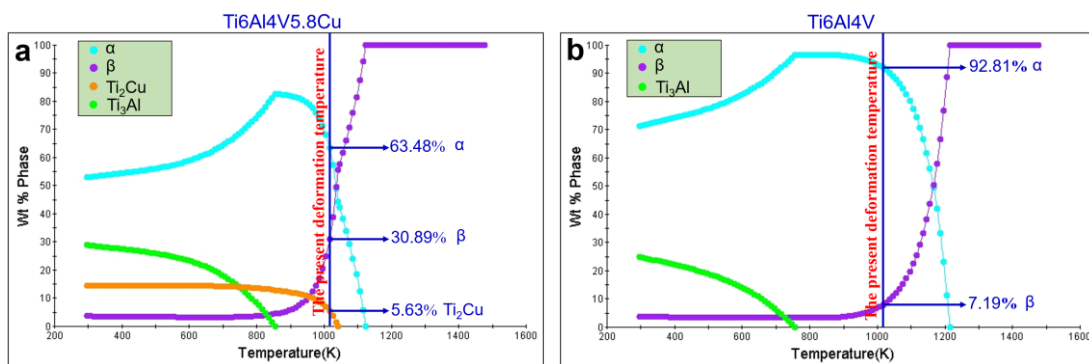 Ti6Al4V5.8Cu
a
α
β
Ti₂Cu
Ti₃Al
100
90
80
70
60
50
40
30
20
10
0
Wt % Phase
200
400
600
800
1000
1200
1400
1600
Temperature(K)
The present deformation temperature
63.48% α
30.89% β
5.63% Ti₂Cu
Ti6Al4V
b
α
β
Ti₃Al
100
90
80
70
60
50
40
30
20
10
0
Wt % Phase
200
400
600
800
1000
1200
1400
1600
Temperature(K)
The present deformation temperature
92.81% α
7.19% β